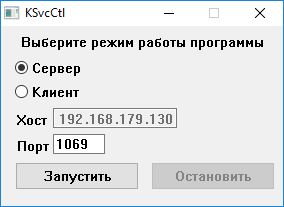 KSvcCtl
Выберите режим работы программы
Сервер
Клиент
Хост 192.168.179.130
Порт 1069
Запустить Остановить